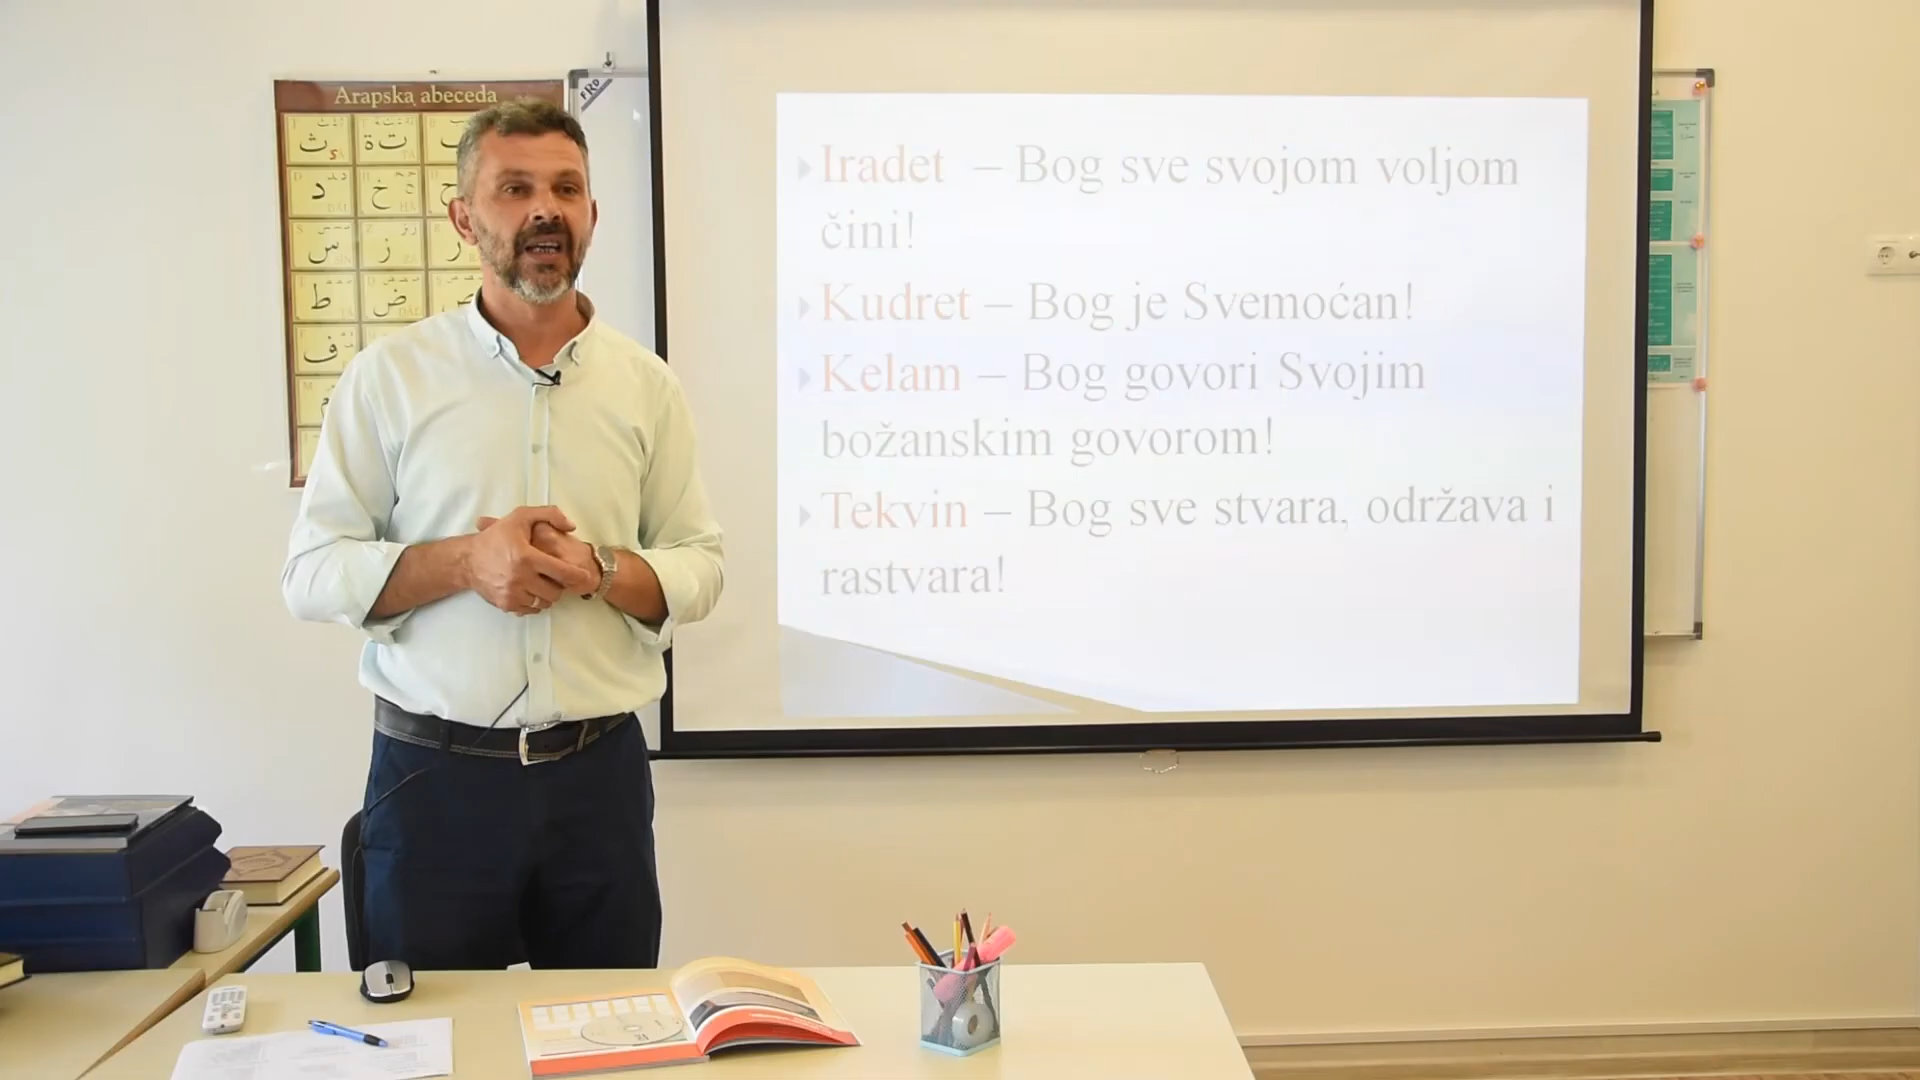 Arapska abeceda
FRD
Iradet – Bog sve svojom voljom
čini!
Kudret – Bog je Svemoćan!
Kelam – Bog govori Svojim
božanskim govorom!
Tekvin – Bog sve stvara, održava i
rastvara!
ث ت ة
د خ
س ز ر
ط ض
ف
م